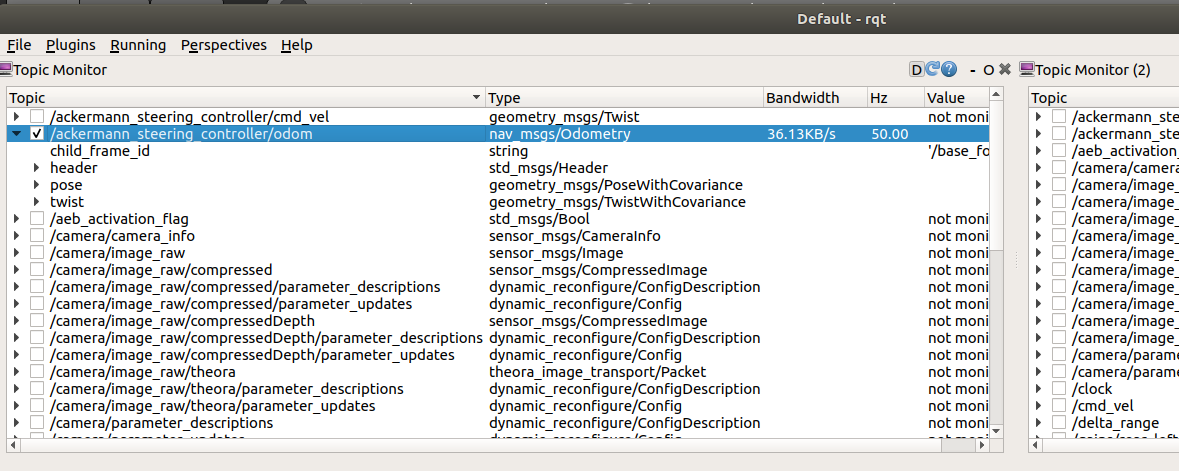 Default - rqt
File Plugins Running Perspectives Help
Topic Monitor D - O Topic Monitor (2)
Topic Type Bandwidth Hz Value Topic
/ackermann_steering_controller/cmd_vel geometry_msgs/Twist not moni /ackermann_ste
/ackermann_steering_controller/odom nav_msgs/Odometry 36.13KB/s 50.00 /ackermann_ste
child_frame_id string '/base_fo /aeb_activation_
header std_msgs/Header /camera/camera
pose geometry_msgs/PoseWithCovariance /camera/image_
twist geometry_msgs/TwistWithCovariance /camera/image_
/aeb_activation_flag std_msgs/Bool not moni /camera/image_
/camera/camera_info sensor_msgs/CameraInfo not moni /camera/image_
/camera/image_raw sensor_msgs/Image not moni /camera/image_
/camera/image_raw/compressed sensor_msgs/CompressedImage not moni /camera/image_
/camera/image_raw/compressed/parameter_descriptions dynamic_reconfigure/ConfigDescription not moni /camera/image_
/camera/image_raw/compressed/parameter_updates dynamic_reconfigure/Config not moni /camera/image_
/camera/image_raw/compressedDepth sensor_msgs/CompressedImage not moni /camera/image_
/camera/image_raw/compressedDepth/parameter_descriptions dynamic_reconfigure/ConfigDescription not moni /camera/image_
/camera/image_raw/compressedDepth/parameter_updates dynamic_reconfigure/Config not moni /camera/param
/camera/image_raw/theora theora_image_transport/Packet not moni /camera/param
/camera/image_raw/theora/parameter_descriptions dynamic_reconfigure/ConfigDescription not moni /clock
/camera/image_raw/theora/parameter_updates dynamic_reconfigure/Config not moni /cmd_vel
/camera/parameter_descriptions dynamic_reconfigure/ConfigDescription not moni /delta_range